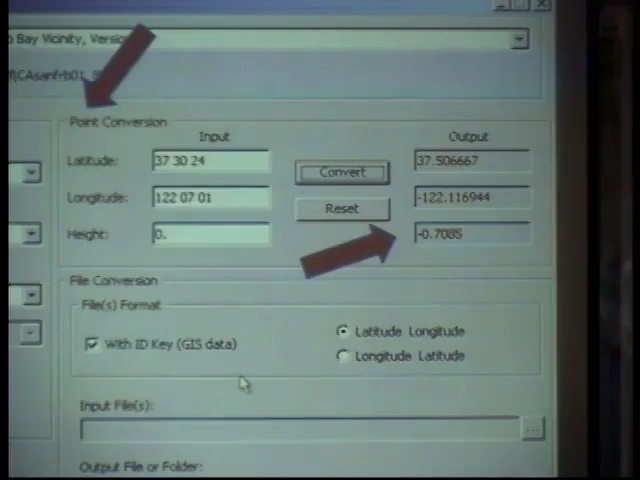 Bay Vicinity, Versio
(CAsanfrb01_8
Point Conversion
Input
Output
Latitude:
37 30 24
Convert
37.506667
Longitude:
122 07 01
Reset
-122.116944
Height:
0.
-0.7085
File Conversion
File(s) Format
With ID Key (GIS data)
Latitude Longitude
Longitude Latitude
Input File(s):
...
Output File or Folder: